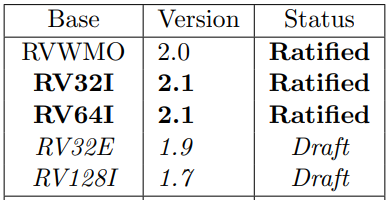 Base Version Status
RVWMO 2.0 Ratified
RV32I 2.1 Ratified
RV64I 2.1 Ratified
RV32E 1.9 Draft
RV128I 1.7 Draft